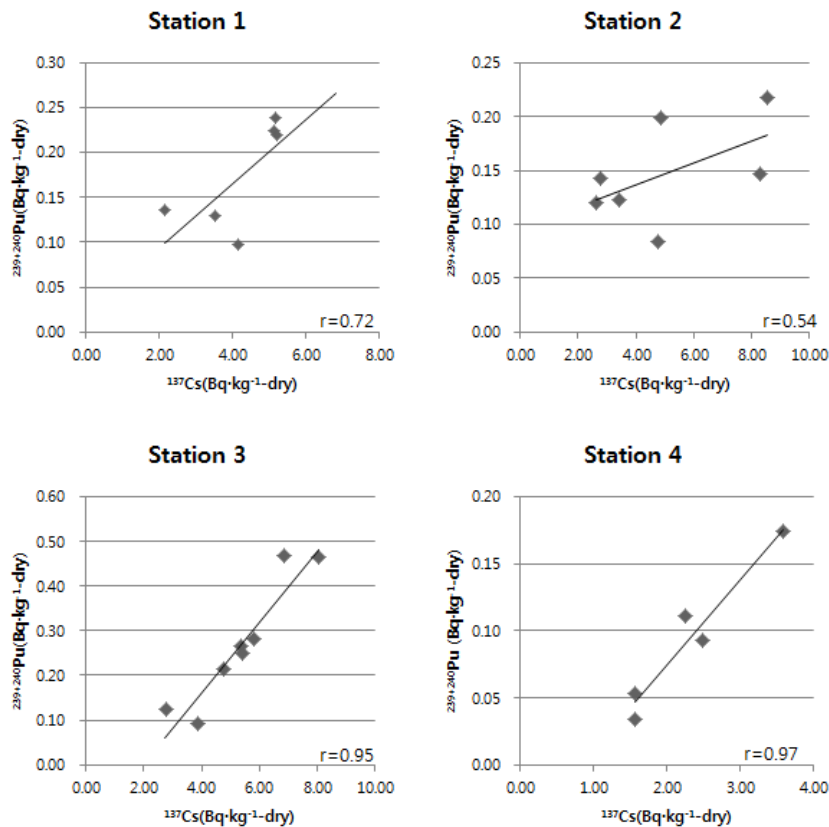 Station 1
0.30
0.25
0.20
0.15
0.10
0.05
0.00
²³⁹⁺²⁴⁰Pu(Bq·kg⁻¹-dry)
r=0.72
0.00 2.00 4.00 6.00 8.00
¹³⁷Cs(Bq·kg⁻¹-dry)
Station 2
0.25
0.20
0.15
0.10
0.05
0.00
²³⁹⁺²⁴⁰Pu(Bq·kg⁻¹-dry)
r=0.54
0.00 2.00 4.00 6.00 8.00 10.00
¹³⁷Cs(Bq·kg⁻¹-dry)
Station 3
0.60
0.50
0.40
0.30
0.20
0.10
0.00
²³⁹⁺²⁴⁰Pu(Bq·kg⁻¹-dry)
r=0.95
0.00 2.00 4.00 6.00 8.00 10.00
¹³⁷Cs(Bq·kg⁻¹-dry)
Station 4
0.20
0.15
0.10
0.05
0.00
²³⁹⁺²⁴⁰Pu (Bq·kg⁻¹-dry)
r=0.97
0.00 1.00 2.00 3.00 4.00
¹³⁷Cs(Bq·kg⁻¹-dry)